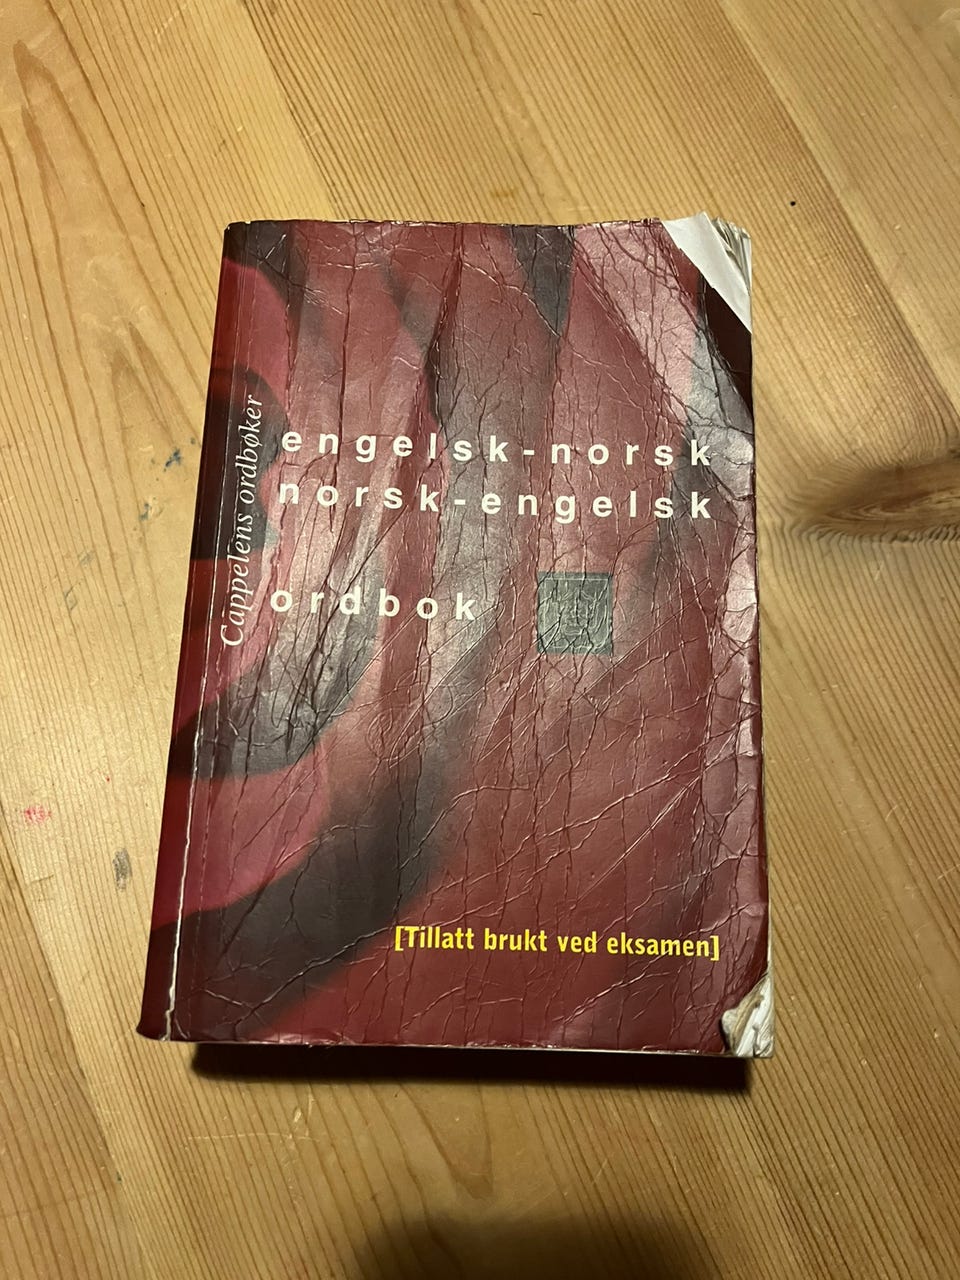 Cappelens ordbøker
engelsk-norsk
norsk-engelsk
ordbok
[Tillatt brukt ved eksamen]